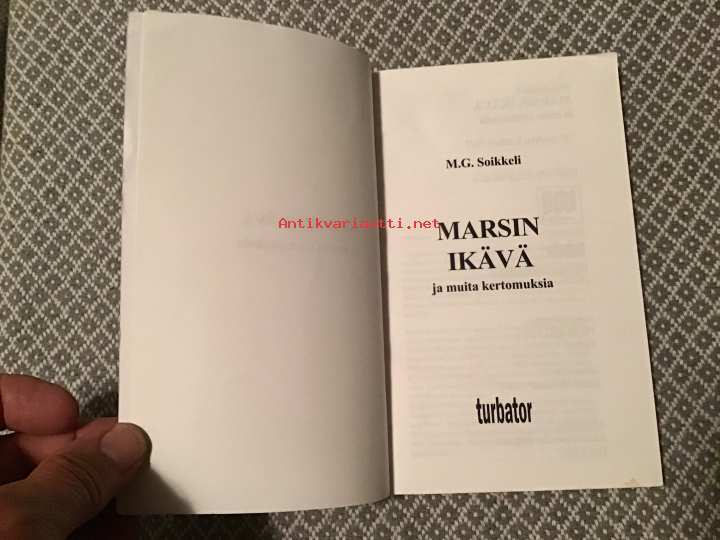 M.G. Soikkeli
Antikvariaatti.net
MARSIN
IKÄVÄ
ja muita kertomuksia
turbator